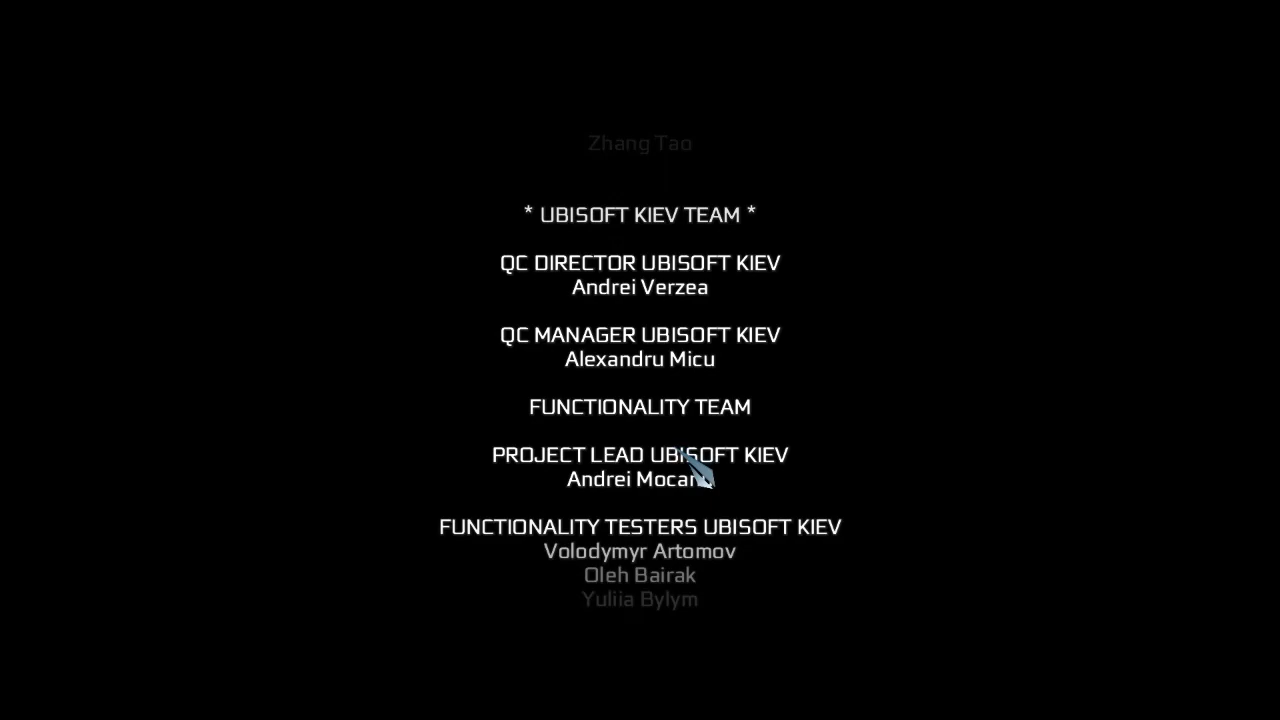 Zhang Tao
* UBISOFT KIEV TEAM *
QC DIRECTOR UBISOFT KIEV
Andrei Verzea
QC MANAGER UBISOFT KIEV
Alexandru Micu
FUNCTIONALITY TEAM
PROJECT LEAD UBISOFT KIEV
Andrei
FUNCTIONALITY TESTERS UBISOFT KIEV
Volodymyr Artomov
Oleh Bairak
Yuliia Bylym